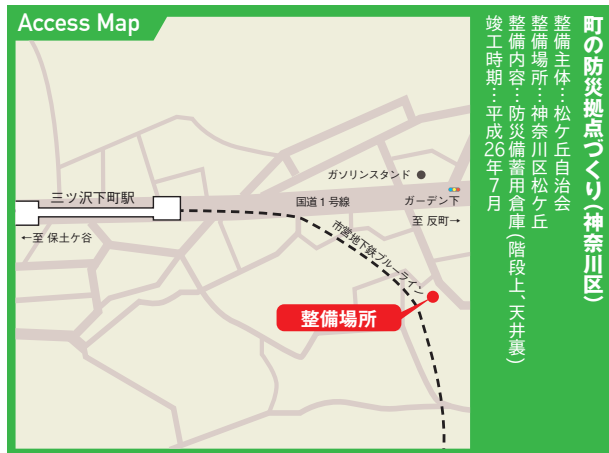 Access Map
町の防災拠点づくり(神奈川区)
整備主体：松ケ丘自治会
整備場所：神奈川区松ケ丘
整備内容：防災備蓄用倉庫(階段上、天井裏)
竣工時期：平成26年7月
ガソリンスタンド
三ツ沢下町駅
国道1号線
ガーデン下
至 反町→
←至 保土ケ谷
市営地下鉄ブルーライン
整備場所